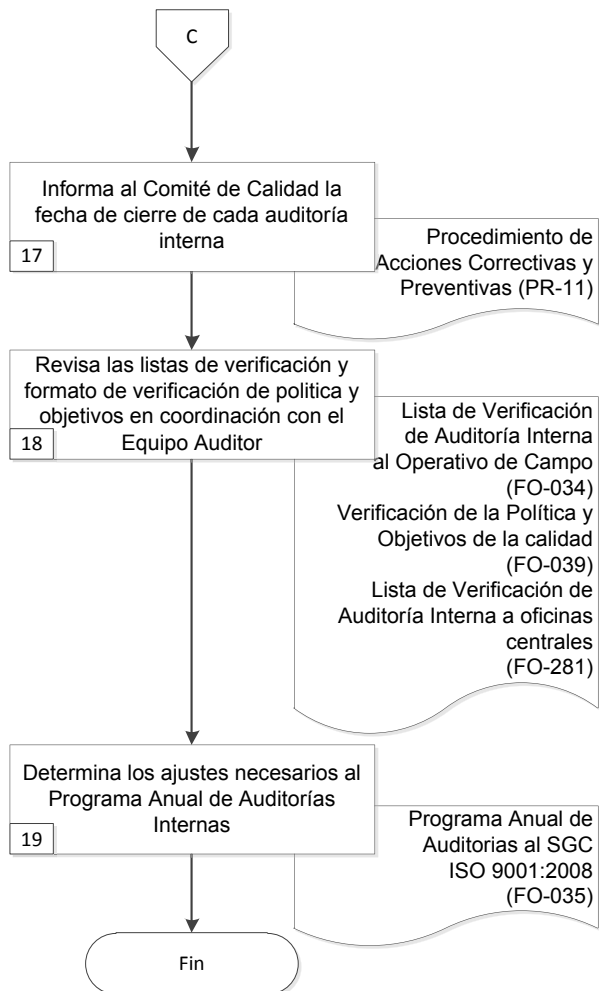 C
Informa al Comité de Calidad la
fecha de cierre de cada auditoría
interna
17
Procedimiento de
Acciones Correctivas y
Preventivas (PR-11)
Revisa las listas de verificación y
formato de verificación de politica y
objetivos en coordinación con el
Equipo Auditor
18
Lista de Verificación
de Auditoría Interna
al Operativo de Campo
(FO-034)
Verificación de la Política y
Objetivos de la calidad
(FO-039)
Lista de Verificación de
Auditoría Interna a oficinas
centrales
(FO-281)
Determina los ajustes necesarios al
Programa Anual de Auditorías
Internas
19
Programa Anual de
Auditorias al SGC
ISO 9001:2008
(FO-035)
Fin